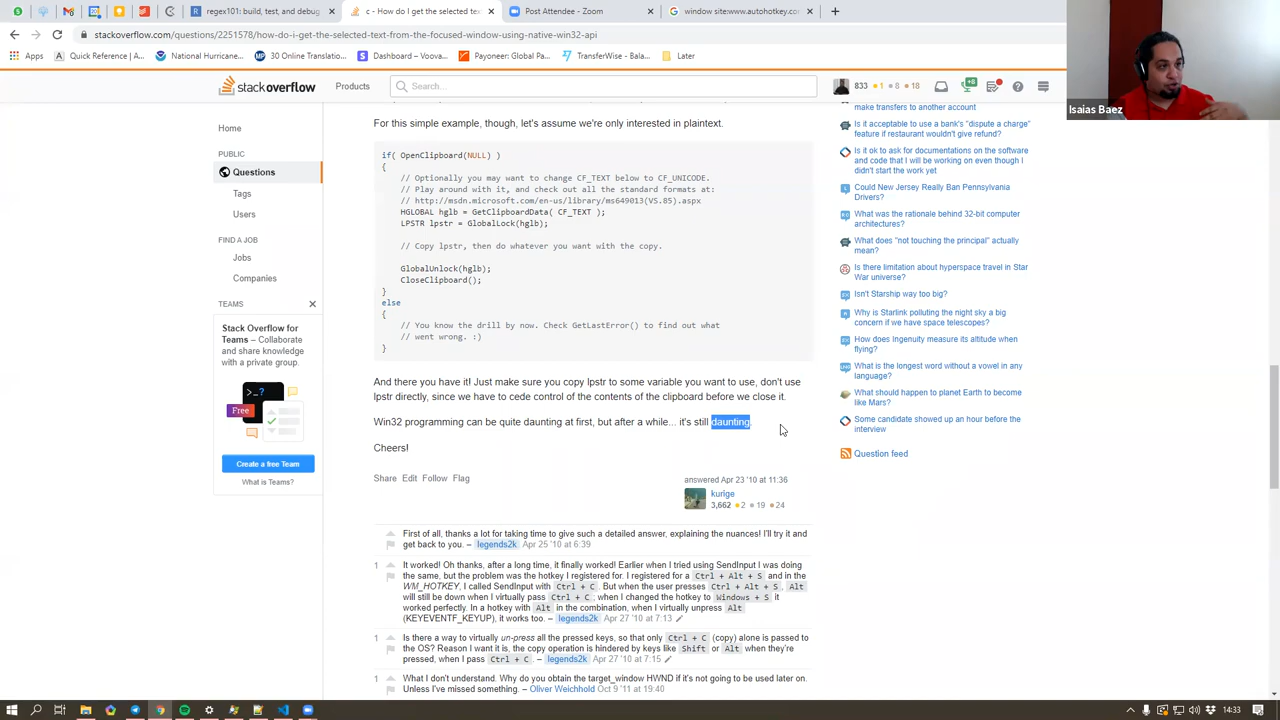 regex101: build, test, and debug
c - How do I get the selected text
Post Attendee - Zoom
window site:www.autohotkey.com
stackoverflow.com/questions/2251578/how-do-i-get-the-selected-text-from-the-focused-window-using-native-win32-api
Apps
Quick Reference | A...
National Hurricane...
30 Online Translation...
Dashboard – Voova...
Payoneer: Global Pa...
TransferWise - Bala...
Later
Isaias Baez
stackoverflow
Products
Search...
833 1 8 18
+8
Home
PUBLIC
Questions
Tags
Users
FIND A JOB
Jobs
Companies
TEAMS
Stack Overflow for
Teams – Collaborate
and share knowledge
with a private group.
>_?
Free
Create a free Team
What is Teams?
For this simple example, though, let's assume we're only interested in plaintext.
if( OpenClipboard(NULL) )
{
// Optionally you may want to change CF_TEXT below to CF_UNICODE.
// Play around with it, and check out all the standard formats at:
// http://msdn.microsoft.com/en-us/library/ms649013(VS.85).aspx
HGLOBAL hglb = GetClipboardData( CF_TEXT );
LPSTR lpstr = GlobalLock(hglb);
// Copy lpstr, then do whatever you want with the copy.
GlobalUnlock(hglb);
CloseClipboard();
}
else
{
// You know the drill by now. Check GetLastError() to find out what
// went wrong. :)
}
And there you have it! Just make sure you copy lpstr to some variable you want to use, don't use
lpstr directly, since we have to cede control of the contents of the clipboard before we close it.
Win32 programming can be quite daunting at first, but after a while... it's still daunting.
Cheers!
Share Edit Follow Flag
answered Apr 23 '10 at 11:36
kurige
3,662 2 19 24
First of all, thanks a lot for taking time to give such a detailed answer, explaining the nuances! I'll try it and
get back to you. – legends2k Apr 25 '10 at 6:39
1 It worked! Oh thanks, after a long time, it finally worked! Earlier when I tried using SendInput I was doing
the same, but the problem was the hotkey I registered for. I registered for a Ctrl + Alt + S and in the
WM_HOTKEY, I called SendInput with Ctrl + C. But when the user presses Ctrl + Alt + S, Alt
will still be down when I virtually pass Ctrl + C; when I changed the hotkey to Windows + S it
worked perfectly. In a hotkey with Alt in the combination, when I virtually unpress Alt
(KEYEVENTF_KEYUP), it works too. – legends2k Apr 27 '10 at 7:13
1 Is there a way to virtually un-press all the pressed keys, so that only Ctrl + C (copy) alone is passed to
the OS? Reason I want it is, the copy operation is hindered by keys like Shift or Alt when they're
pressed, when I pass Ctrl + C. – legends2k Apr 27 '10 at 7:15
1 What I don't understand. Why do you obtain the target_window HWND if it's not going to be used later on.
Unless I've missed something. – Oliver Weichhold Oct 9 '11 at 19:40
make transfers to another account
Is it acceptable to use a bank's "dispute a charge"
feature if restaurant wouldn't give refund?
Is it ok to ask for documentations on the software
and code that I will be working on even though I
didn't start the work yet
Could New Jersey Really Ban Pennsylvania
Drivers?
What was the rationale behind 32-bit computer
architectures?
What does "not touching the principal" actually
mean?
Is there limitation about hyperspace travel in Star
War universe?
Isn't Starship way too big?
Why is Starlink polluting the night sky a big
concern if we have space telescopes?
How does Ingenuity measure its altitude when
flying?
What is the longest word without a vowel in any
language?
What should happen to planet Earth to become
like Mars?
Some candidate showed up an hour before the
interview
Question feed
14:33